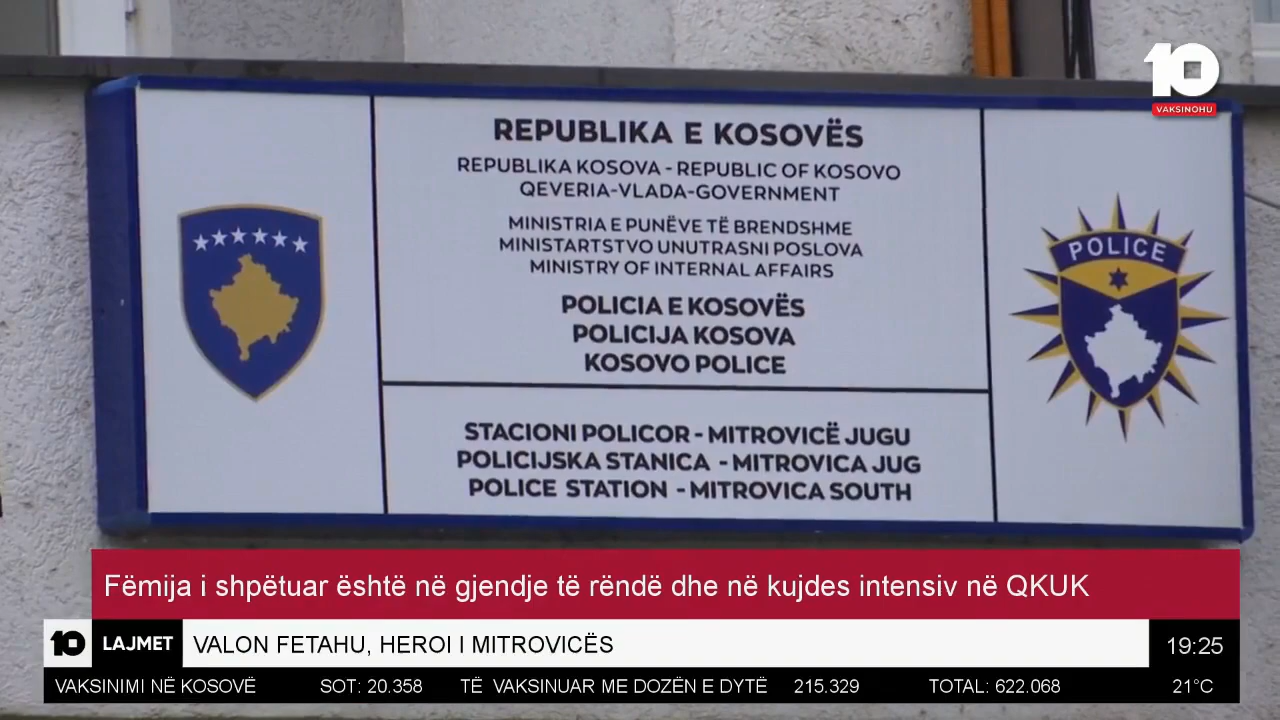 10
VAKSINOHU
REPUBLIKA E KOSOVËS
REPUBLIKA KOSOVA - REPUBLIC OF KOSOVO
QEVERIA-VLADA-GOVERNMENT
MINISTRIA E PUNËVE TË BRENDSHME
MINISTARTSTVO UNUTRASNI POSLOVA
MINISTRY OF INTERNAL AFFAIRS
POLICIA E KOSOVËS
POLICIJA KOSOVA
KOSOVO POLICE
POLICE
STACIONI POLICOR - MITROVICË JUGU
POLICIJSKA STANICA - MITROVICA JUG
POLICE STATION - MITROVICA SOUTH
Fëmija i shpëtuar është në gjendje të rëndë dhe në kujdes intensiv në QKUK
10 LAJMET VALON FETAHU, HEROI I MITROVICËS 19:25
VAKSINIMI NË KOSOVË SOT: 20.358 TË VAKSINUAR ME DOZËN E DYTË 215.329 TOTAL: 622.068 21°C